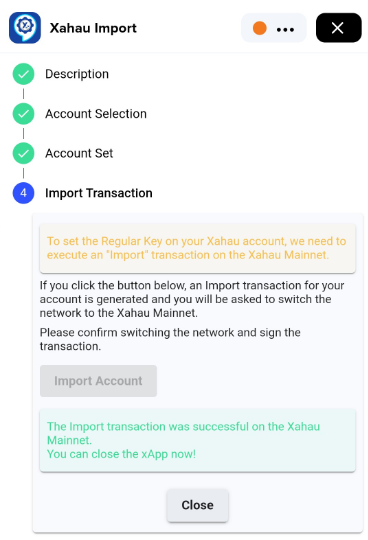 Xahau Import
Description
Account Selection
Account Set
4 Import Transaction
To set the Regular Key on your Xahau account, we need to
execute an "Import" transaction on the Xahau Mainnet.
If you click the button below, an Import transaction for your
account is generated and you will be asked to switch the
network to the Xahau Mainnet.
Please confirm switching the network and sign the
transaction.
Import Account
The Import transaction was successful on the Xahau
Mainnet.
You can close the xApp now!
Close